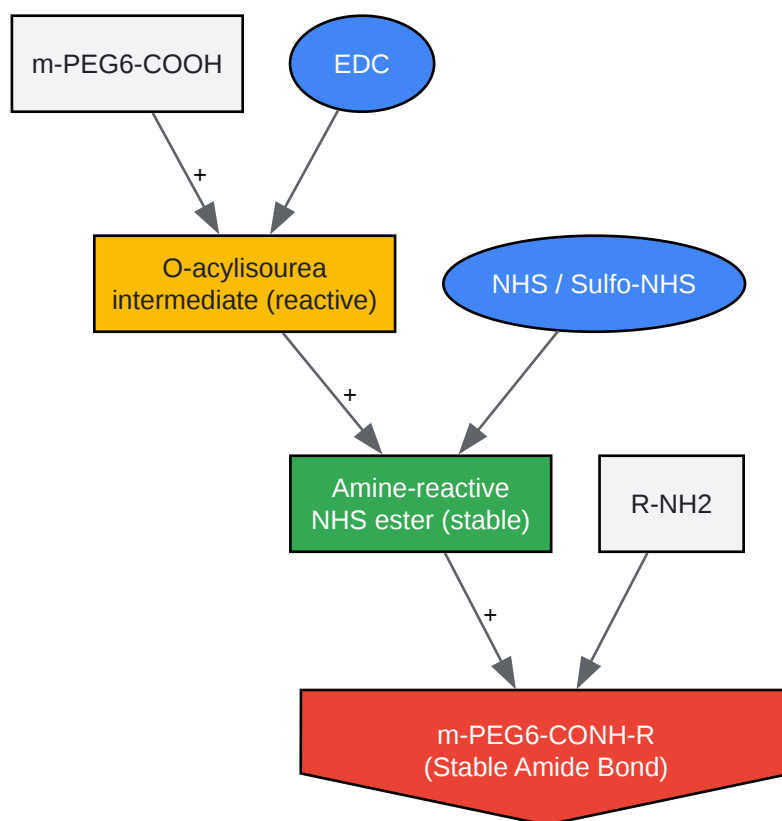 m-PEG6-COOH
EDC
+
O-acylisourea
intermediate (reactive)
NHS / Sulfo-NHS
+
Amine-reactive
NHS ester (stable)
R-NH2
+
m-PEG6-CONH-R
(Stable Amide Bond)